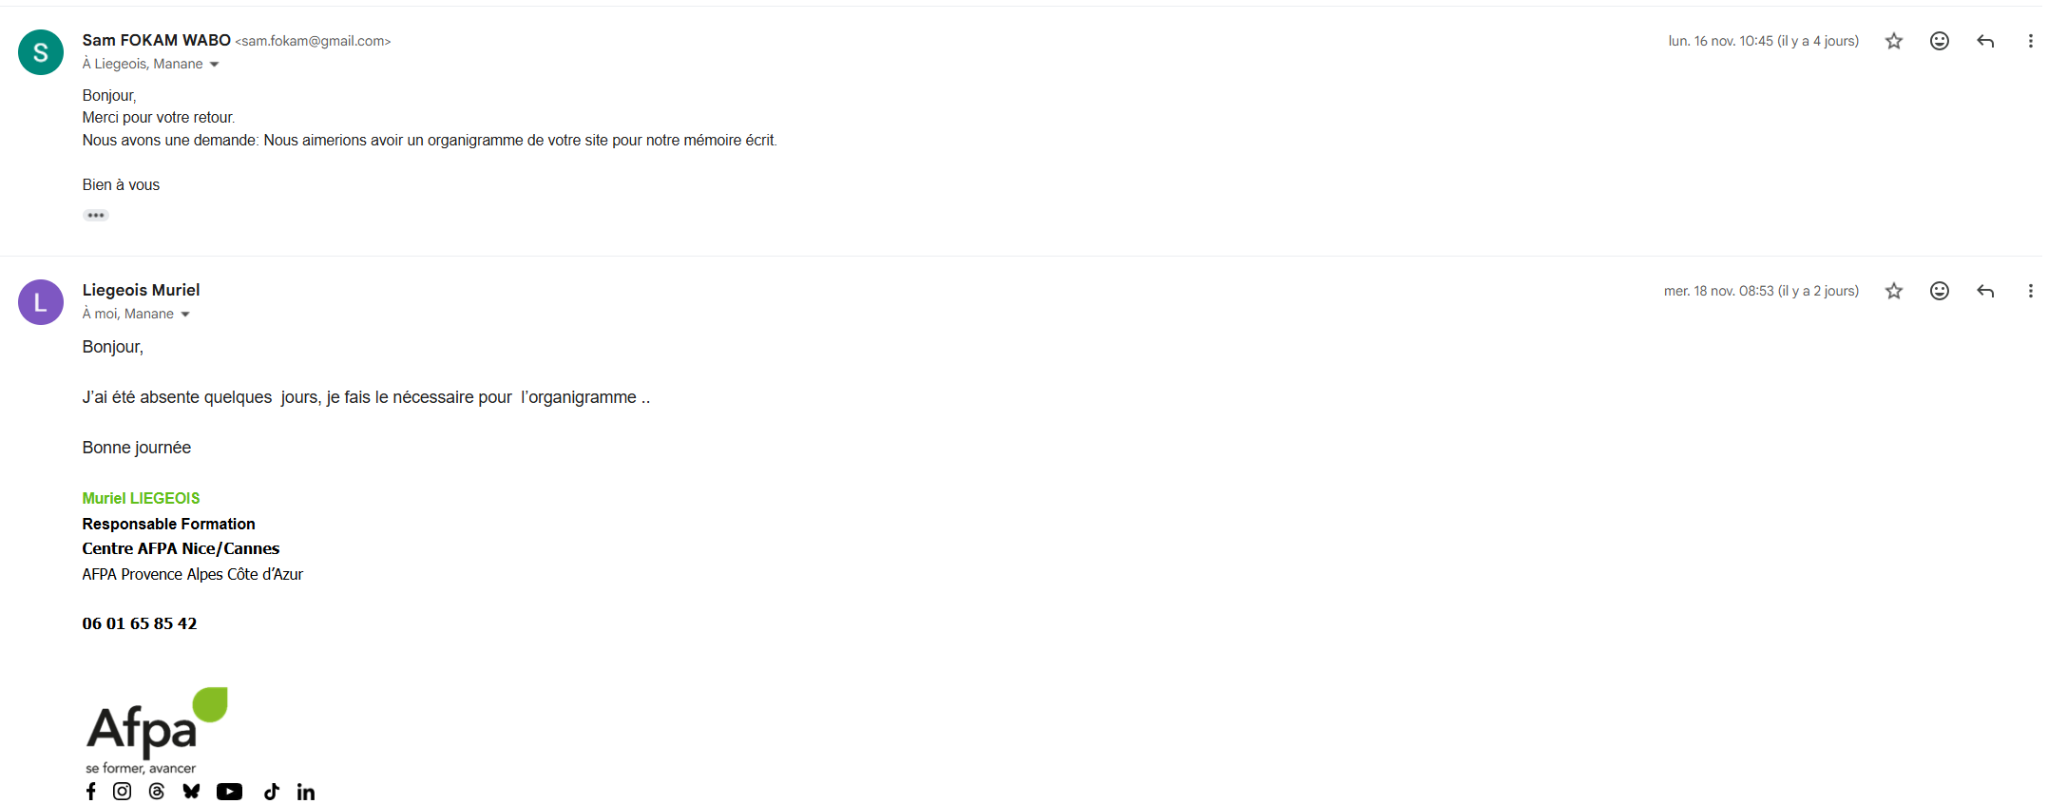 S
Sam FOKAM WABO <sam.fokam@gmail.com>
lun. 16 nov. 10:45 (il y a 4 jours)
À Liegeois, Manane
Bonjour,
Merci pour votre retour.
Nous avons une demande: Nous aimerions avoir un organigramme de votre site pour notre mémoire écrit.
Bien à vous
L
Liegeois Muriel
mer. 18 nov. 08:53 (il y a 2 jours)
À moi, Manane
Bonjour,
J'ai été absente quelques  jours, je fais le nécessaire pour  l'organigramme ..
Bonne journée
Muriel LIEGEOIS
Responsable Formation
Centre AFPA Nice/Cannes
AFPA Provence Alpes Côte d'Azur
06 01 65 85 42
Afpa
se former, avancer